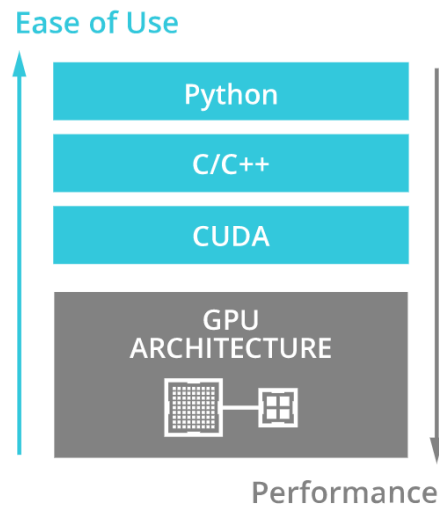 Ease of Use
Python
C/C++
CUDA
GPU
ARCHITECTURE
Performance